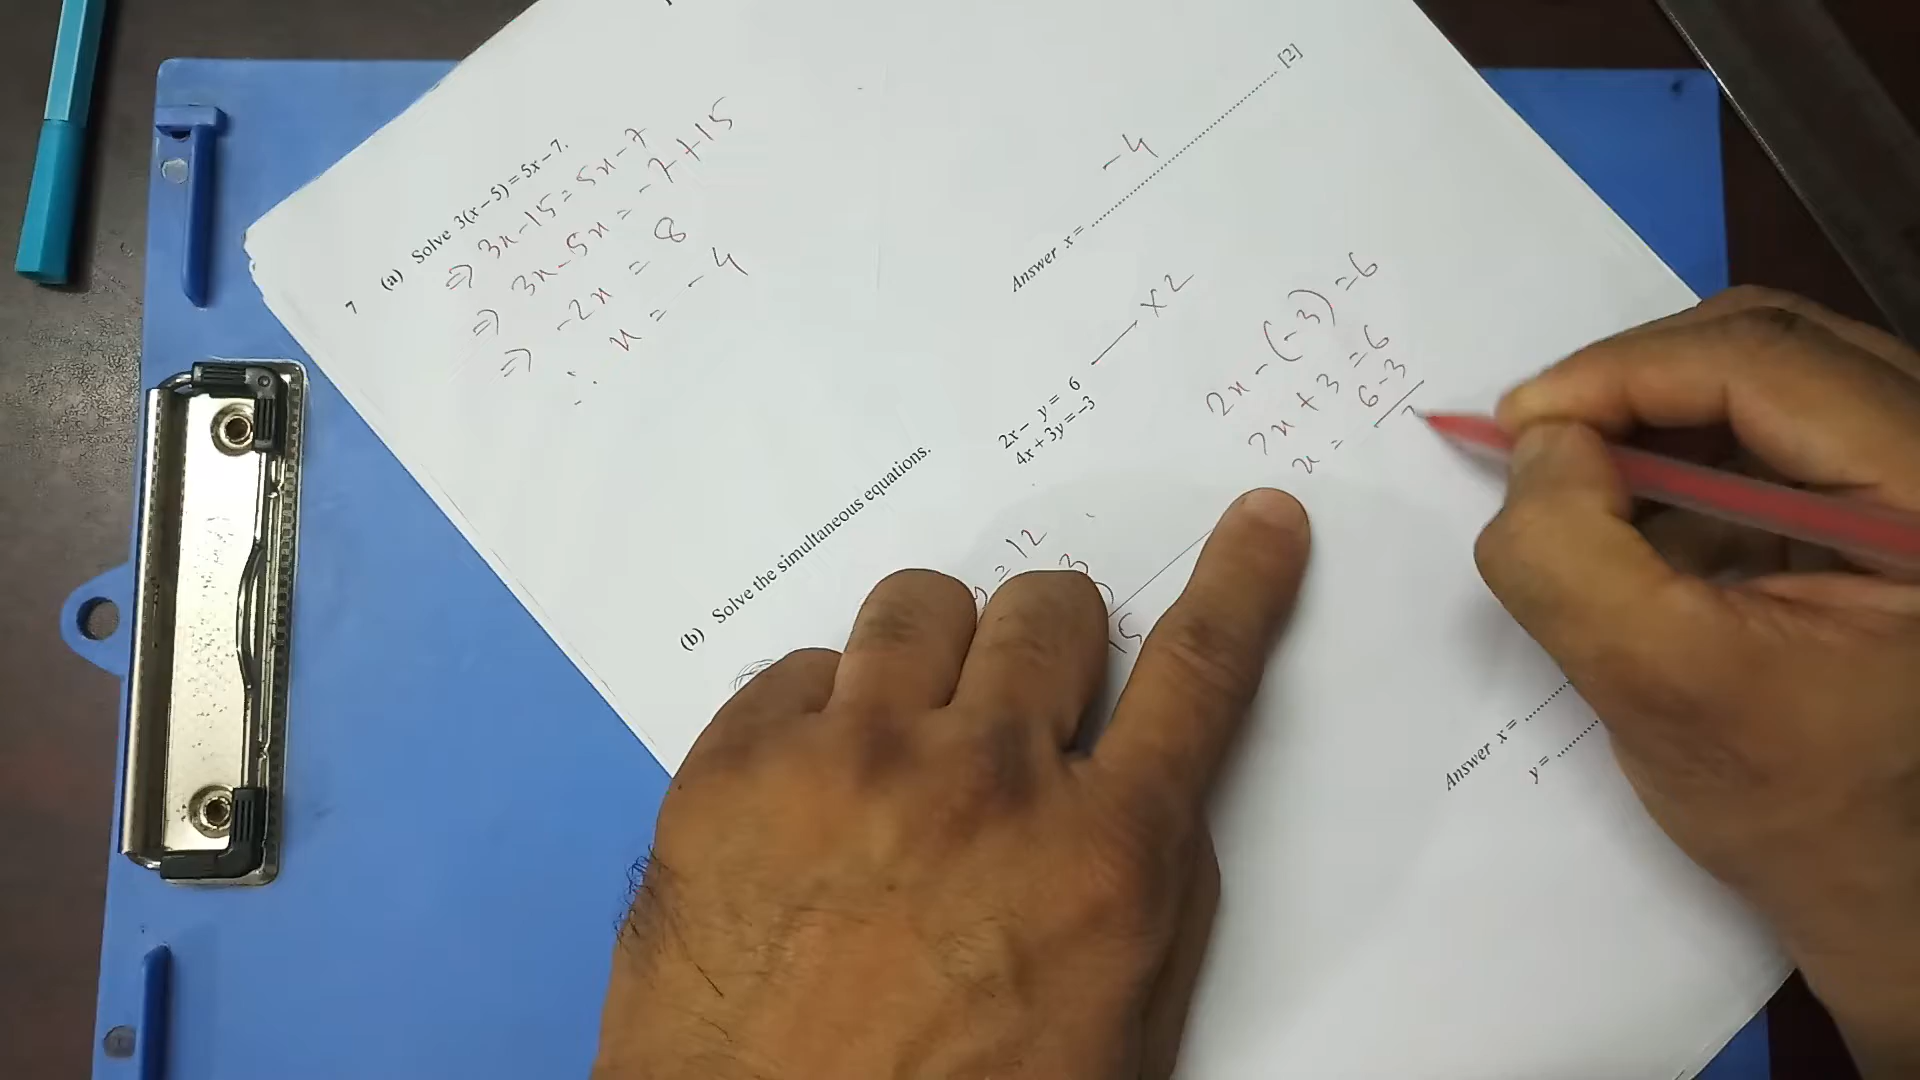 7 (a) Solve 3(x – 5) = 5x – 7.
⇒ 3x - 15 = 5x - 7
⇒ 3x - 5x = - 7 + 15
⇒ -2x = 8
∴ x = - 4
- 4
Answer x = [2]
(b) Solve the simultaneous equations.
2x – y = 6 — × 2
4x + 3y = –3
= 12
3
15
2x - (-3) = 6
2x + 3 = 6
x = 6 - 3
Answer x =
y =